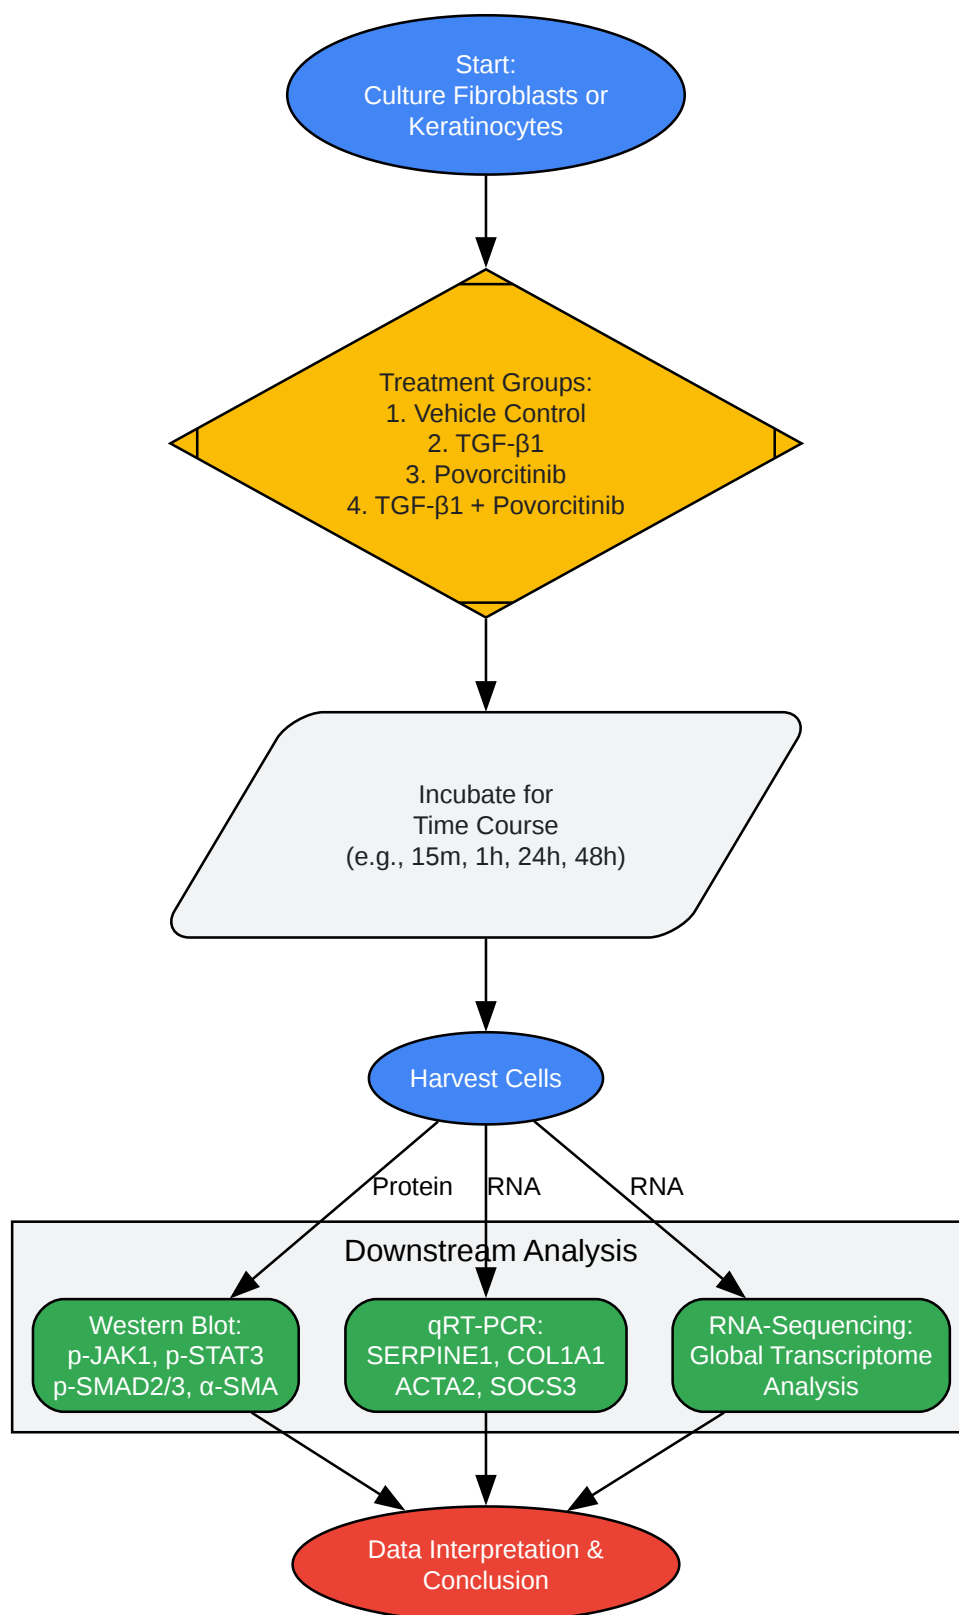 Start:
Culture Fibroblasts or
Keratinocytes
Treatment Groups:
1. Vehicle Control
2. TGF-β1
3. Povorcitinib
4. TGF-β1 + Povorcitinib
Incubate for
Time Course
(e.g., 15m, 1h, 24h, 48h)
Harvest Cells
Protein
RNA
RNA
Downstream Analysis
Western Blot:
p-JAK1, p-STAT3
p-SMAD2/3, α-SMA
qRT-PCR:
SERPINE1, COL1A1
ACTA2, SOCS3
RNA-Sequencing:
Global Transcriptome
Analysis
Data Interpretation &
Conclusion